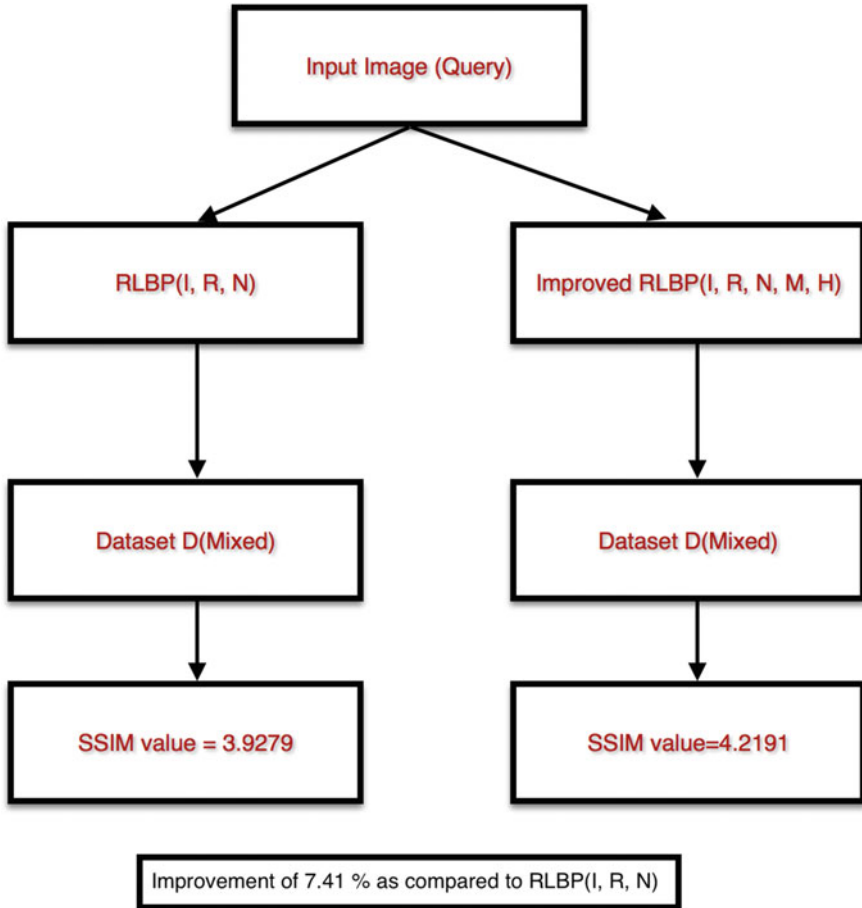 Input Image (Query)
RLBP(I, R, N)
Improved RLBP(I, R, N, M, H)
Dataset D(Mixed)
Dataset D(Mixed)
SSIM value = 3.9279
SSIM value=4.2191
Improvement of 7.41 % as compared to RLBP(I, R, N)